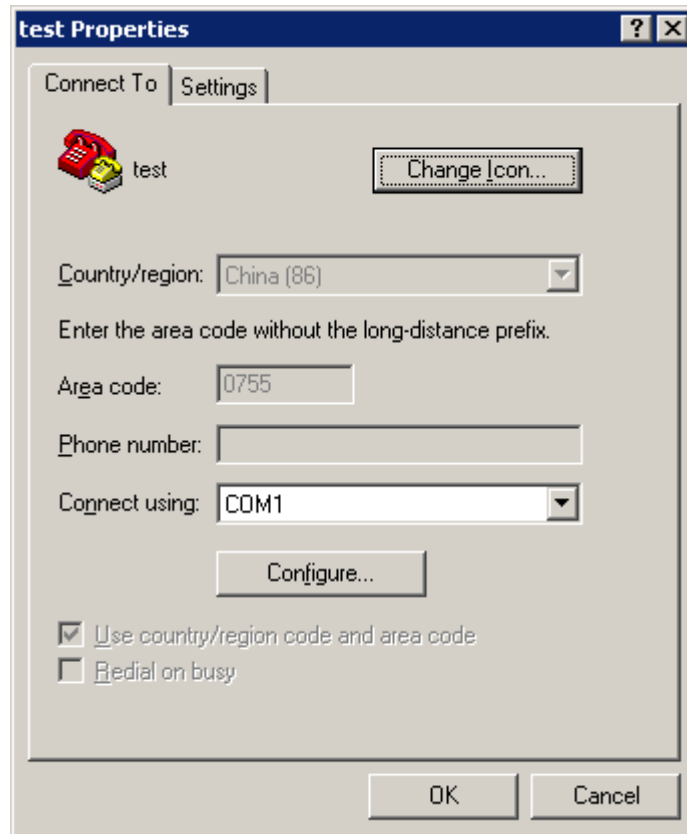 test Properties
Connect To Settings
test Change Icon...
Country/region: China (86)
Enter the area code without the long-distance prefix.
Area code: 0755
Phone number:
Connect using: COM1
Configure...
Use country/region code and area code
Redial on busy
OK Cancel